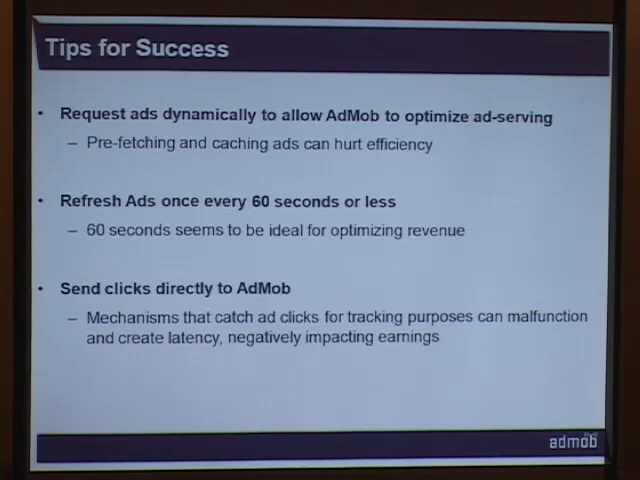 Tips for Success
• Request ads dynamically to allow AdMob to optimize ad-serving
– Pre-fetching and caching ads can hurt efficiency
• Refresh Ads once every 60 seconds or less
– 60 seconds seems to be ideal for optimizing revenue
• Send clicks directly to AdMob
– Mechanisms that catch ad clicks for tracking purposes can malfunction
and create latency, negatively impacting earnings
admob